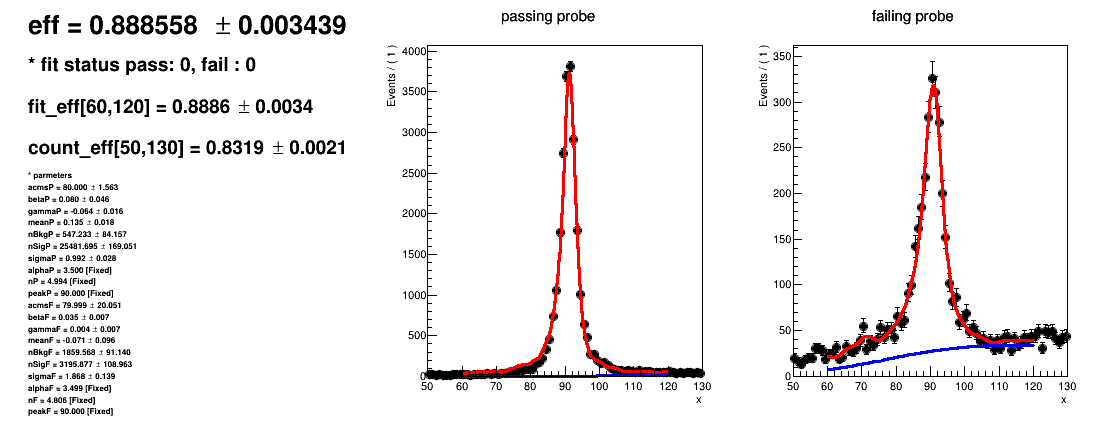 eff = 0.888558 ± 0.003439
* fit status pass: 0, fail : 0
fit_eff[60,120] = 0.8886 ± 0.0034
count_eff[50,130] = 0.8319 ± 0.0021
* parmeters
acmsP = 80.000 ± 1.563
betaP = 0.080 ± 0.046
gammaP = -0.064 ± 0.016
meanP = 0.135 ± 0.018
nBkgP = 547.233 ± 84.157
nSigP = 25481.695 ± 169.051
sigmaP = 0.992 ± 0.028
alphaP = 3.500 [Fixed]
nP = 4.994 [Fixed]
peakP = 90.000 [Fixed]
acmsF = 79.999 ± 20.051
betaF = 0.035 ± 0.007
gammaF = 0.004 ± 0.007
meanF = -0.071 ± 0.096
nBkgF = 1859.568 ± 91.140
nSigF = 3195.877 ± 108.963
sigmaF = 1.868 ± 0.139
alphaF = 3.499 [Fixed]
nF = 4.806 [Fixed]
peakF = 90.000 [Fixed]
passing probe
Events / ( 1 )
4000
3500
3000
2500
2000
1500
1000
500
0
50 60 70 80 90 100 110 120 130
x
failing probe
Events / ( 1 )
350
300
250
200
150
100
50
0
50 60 70 80 90 100 110 120 130
x